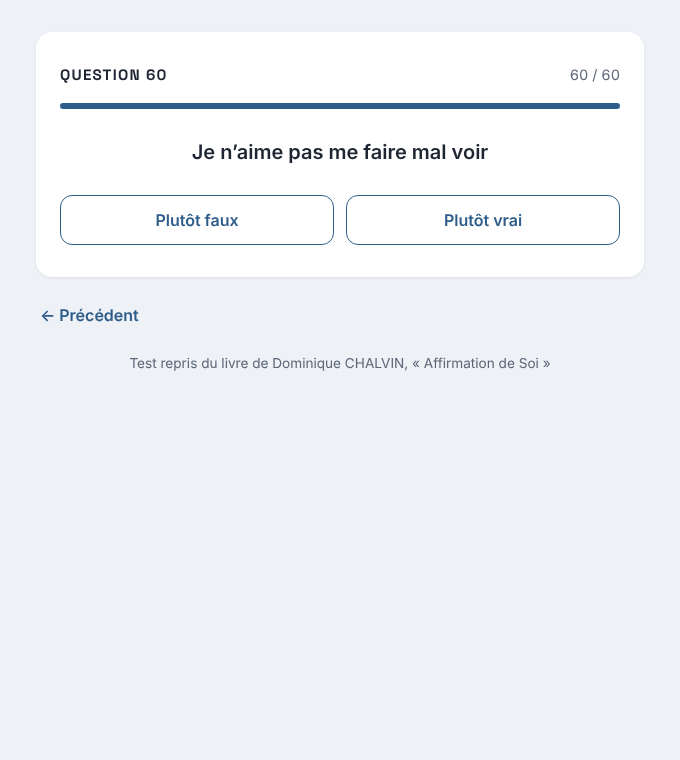 QUESTION 60
60 / 60
Je n’aime pas me faire mal voir
Plutôt faux
Plutôt vrai
← Précédent
Test repris du livre de Dominique CHALVIN, « Affirmation de Soi »